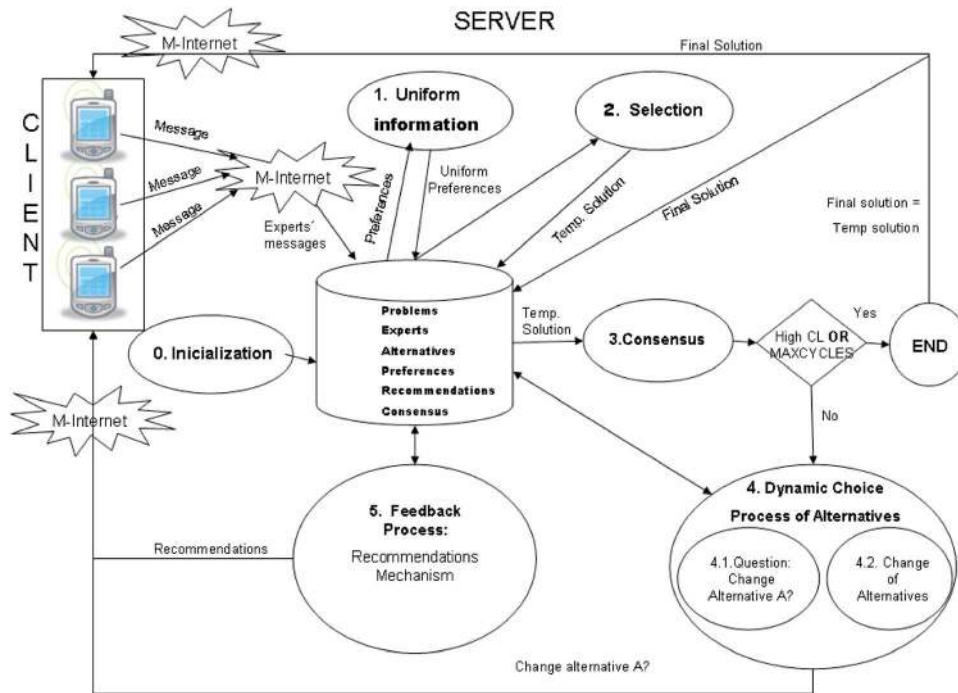 SERVER
M-Internet
Final Solution
CLIENT
Message
Message
Message
M-Internet
Experts´
messages
1. Uniform
information
Preferences
Uniform
Preferences
2. Selection
Temp. Solution
Final Solution
Final solution =
Temp solution
0. Inicialization
Problems
Experts
Alternatives
Preferences
Recommendations
Consensus
Temp.
Solution
3.Consensus
High CL OR
MAXCYCLES
Yes
END
No
M-Internet
Recommendations
5. Feedback
Process:
Recommendations
Mechanism
4. Dynamic Choice
Process of Alternatives
4.1.Question:
Change
Alternative A?
4.2. Change
of
Alternatives
Change alternative A?